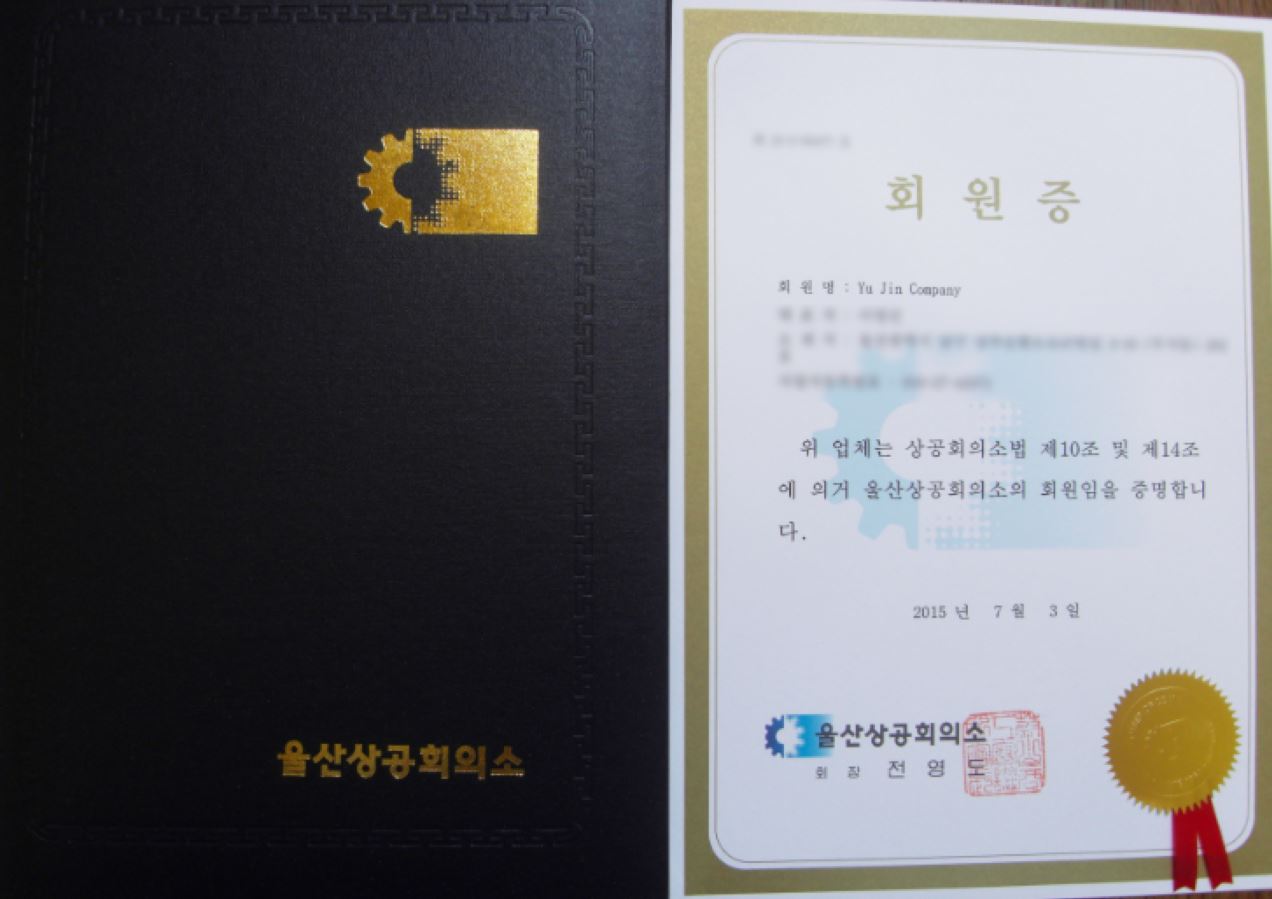 울산상공회의소
회 원 증
회 원 명 : Yu Jin Company
위 업체는 상공회의소법 제10조 및 제14조
에 의거 울산상공회의소의 회원임을 증명합니
다.
2015 년 7 월 3 일
울산상공회의소
회 장 전 영 도